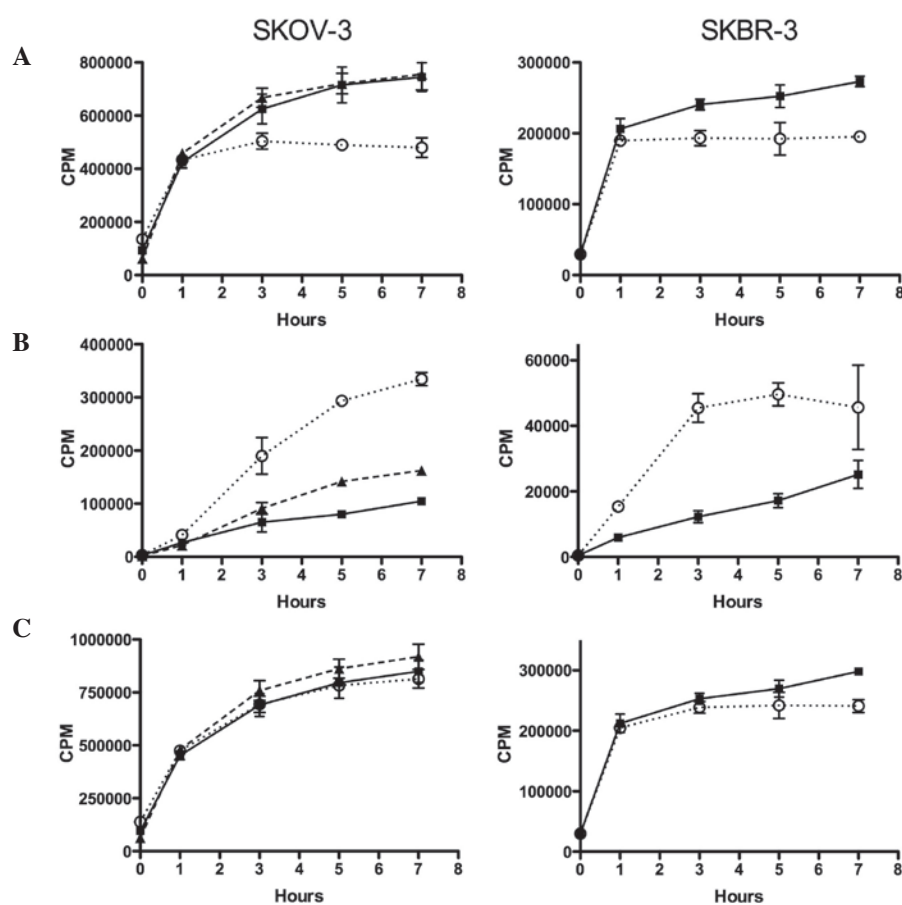 SKOV-3
SKBR-3
A
CPM
800000
600000
400000
200000
0
0 1 2 3 4 5 6 7 8
Hours
CPM
300000
200000
100000
0
0 1 2 3 4 5 6 7 8
Hours
B
CPM
400000
300000
200000
100000
0
0 1 2 3 4 5 6 7 8
Hours
CPM
60000
40000
20000
0
0 1 2 3 4 5 6 7 8
Hours
C
CPM
1000000
750000
500000
250000
0
0 1 2 3 4 5 6 7 8
Hours
CPM
300000
200000
100000
0
0 1 2 3 4 5 6 7 8
Hours